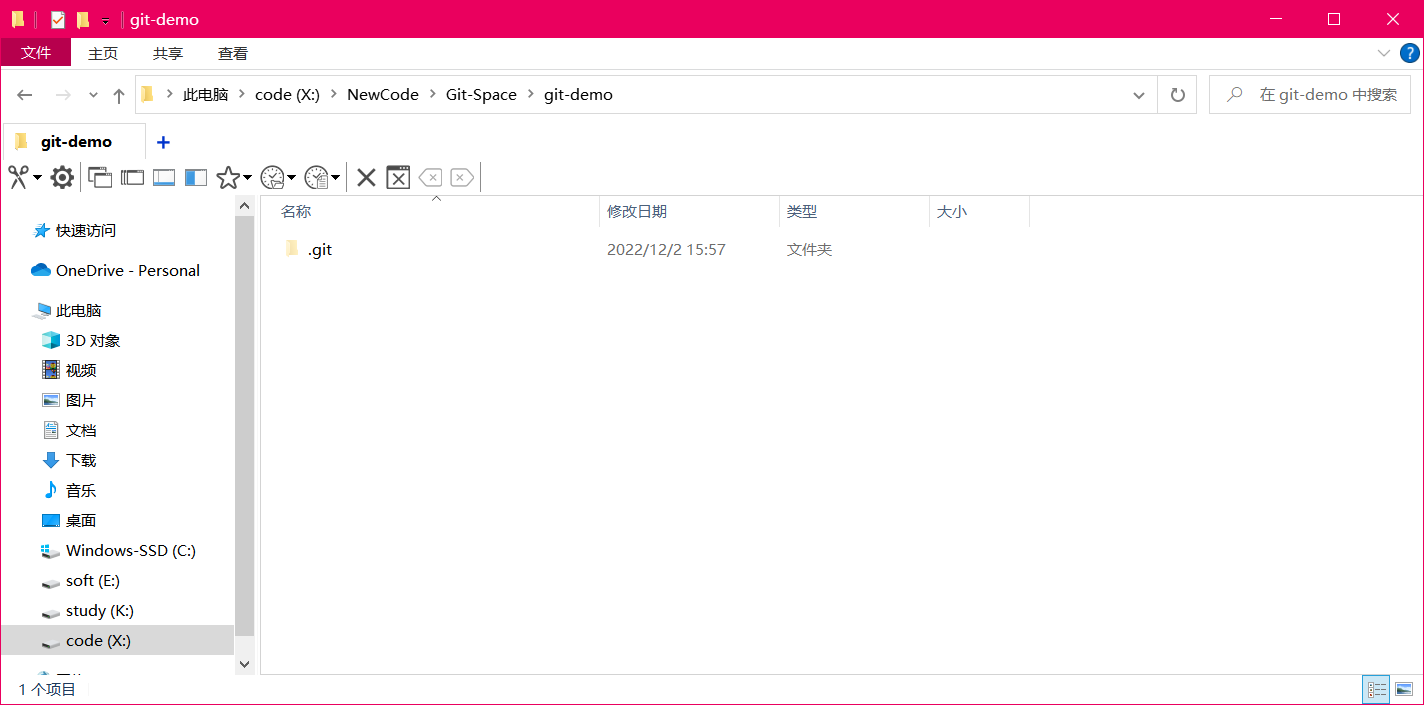 git-demo
文件 主页 共享 查看
此电脑 code (X:) NewCode Git-Space git-demo
在 git-demo 中搜索
git-demo
名称 修改日期 类型 大小
.git 2022/12/2 15:57 文件夹
快速访问
OneDrive - Personal
此电脑
3D 对象
视频
图片
文档
下载
音乐
桌面
Windows-SSD (C:)
soft (E:)
study (K:)
code (X:)
1 个项目